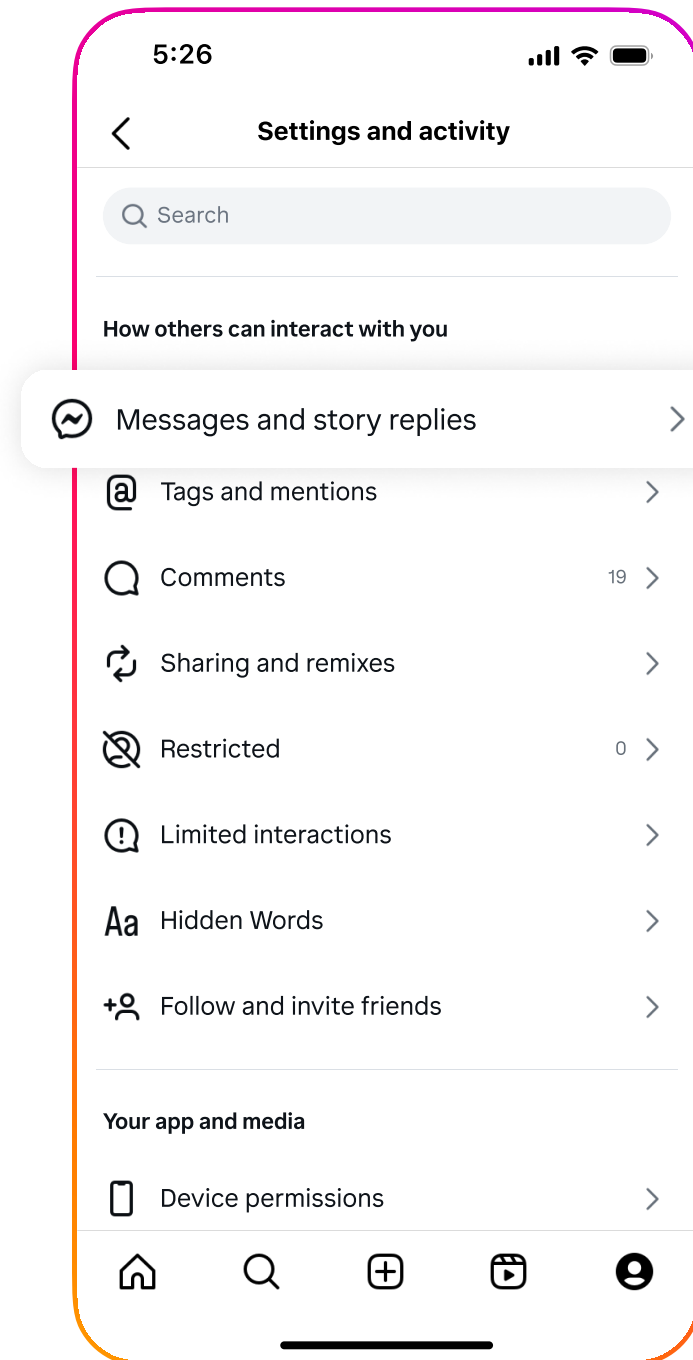 5:26
Settings and activity
Search
How others can interact with you
Messages and story replies
Tags and mentions
Comments 19
Sharing and remixes
Restricted 0
Limited interactions
Aa Hidden Words
Follow and invite friends
Your app and media
Device permissions